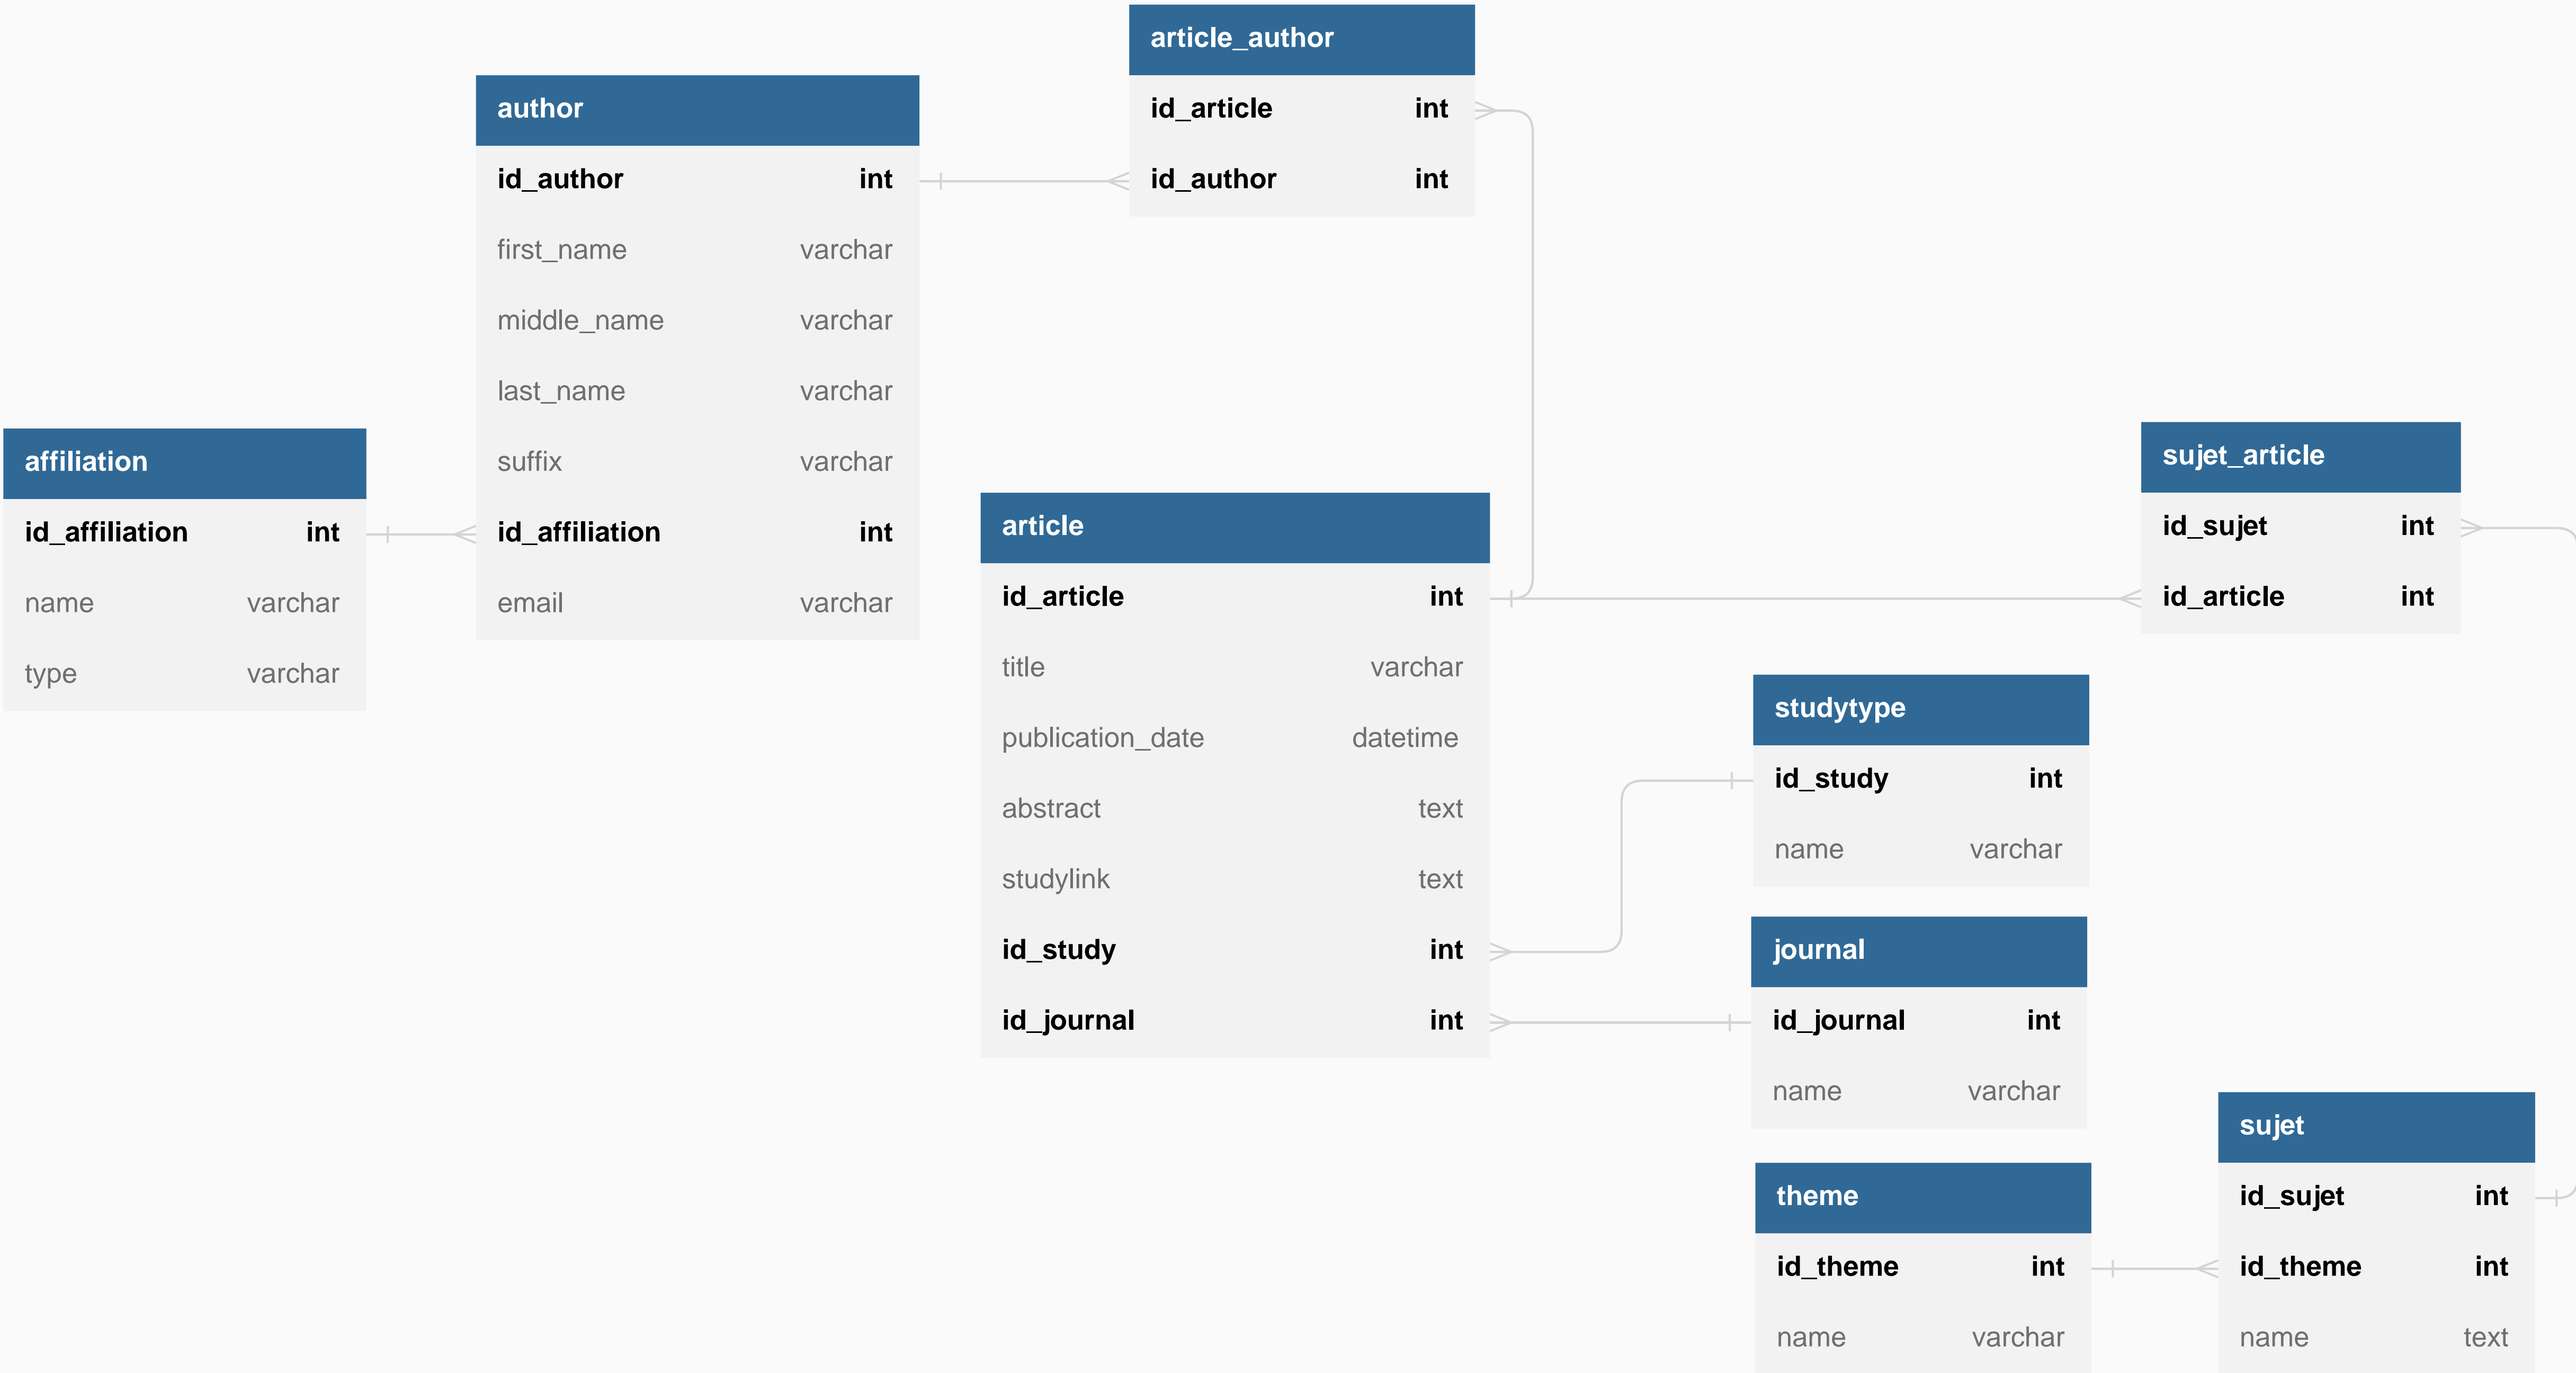 article_author
id_article int
id_author int
author
id_author int
first_name varchar
middle_name varchar
last_name varchar
suffix varchar
id_affiliation int
email varchar
affiliation
id_affiliation int
name varchar
type varchar
article
id_article int
title varchar
publication_date datetime
abstract text
studylink text
id_study int
id_journal int
sujet_article
id_sujet int
id_article int
studytype
id_study int
name varchar
journal
id_journal int
name varchar
theme
id_theme int
name varchar
sujet
id_sujet int
id_theme int
name text